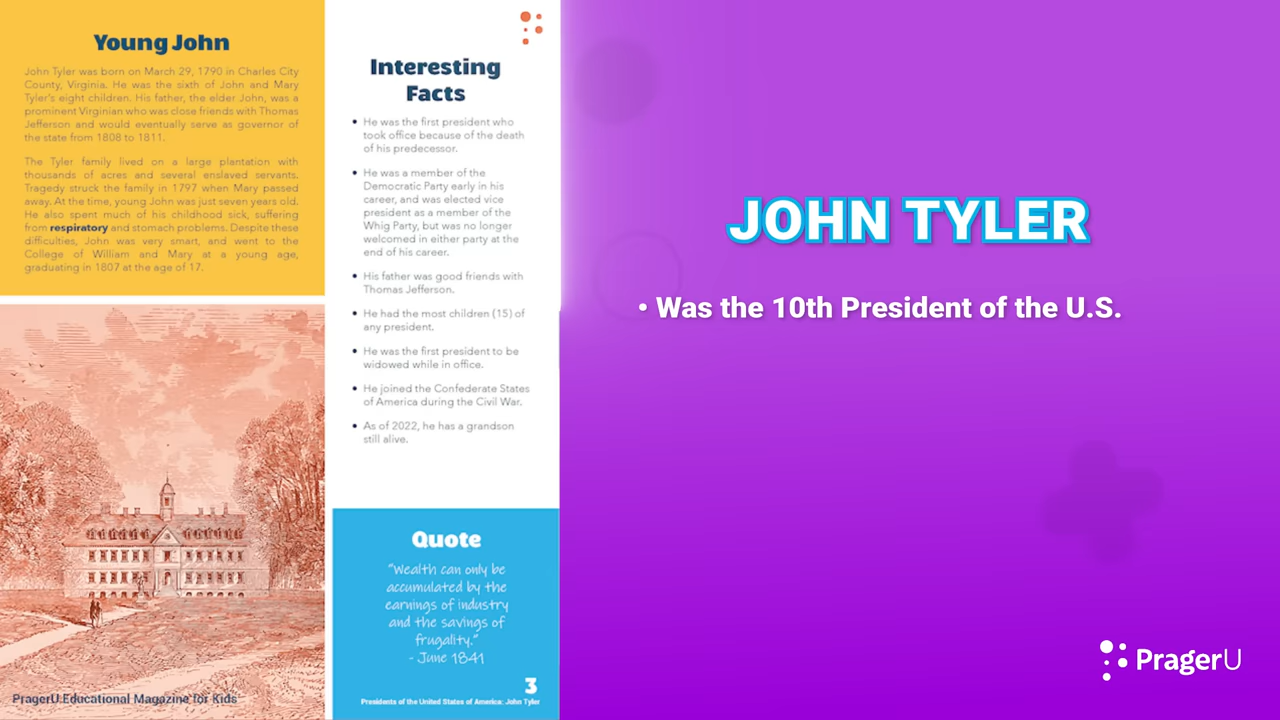 Young John
John Tyler was born on March 29, 1790 in Charles City
County, Virginia. He was the sixth of John and Mary
Tyler's eight children. His father, the elder John, was a
prominent Virginian who was close friends with Thomas
Jefferson and would eventually serve as governor of
the state from 1808 to 1811.
The Tyler family lived on a large plantation with
thousands of acres and several enslaved servants.
Tragedy struck the family in 1797 when Mary passed
away. At the time, young John was just seven years old.
He also spent much of his childhood sick, suffering
from respiratory and stomach problems. Despite these
difficulties, John was very smart, and went to the
College of William and Mary at a young age,
graduating in 1807 at the age of 17.
PragerU Educational Magazine for Kids
Interesting
Facts
• He was the first president who
took office because of the death
of his predecessor.
• He was a member of the
Democratic Party early in his
career, and was elected vice
president as a member of the
Whig Party, but was no longer
welcomed in either party at the
end of his career.
• His father was good friends with
Thomas Jefferson.
• He had the most children (15) of
any president.
• He was the first president to be
widowed while in office.
• He joined the Confederate States
of America during the Civil War.
• As of 2022, he has a grandson
still alive.
Quote
"Wealth can only be
accumulated by the
earnings of industry
and the savings of
frugality."
- June 1841
3
Presidents of the United States of America: John Tyler
JOHN TYLER
• Was the 10th President of the U.S.
PragerU